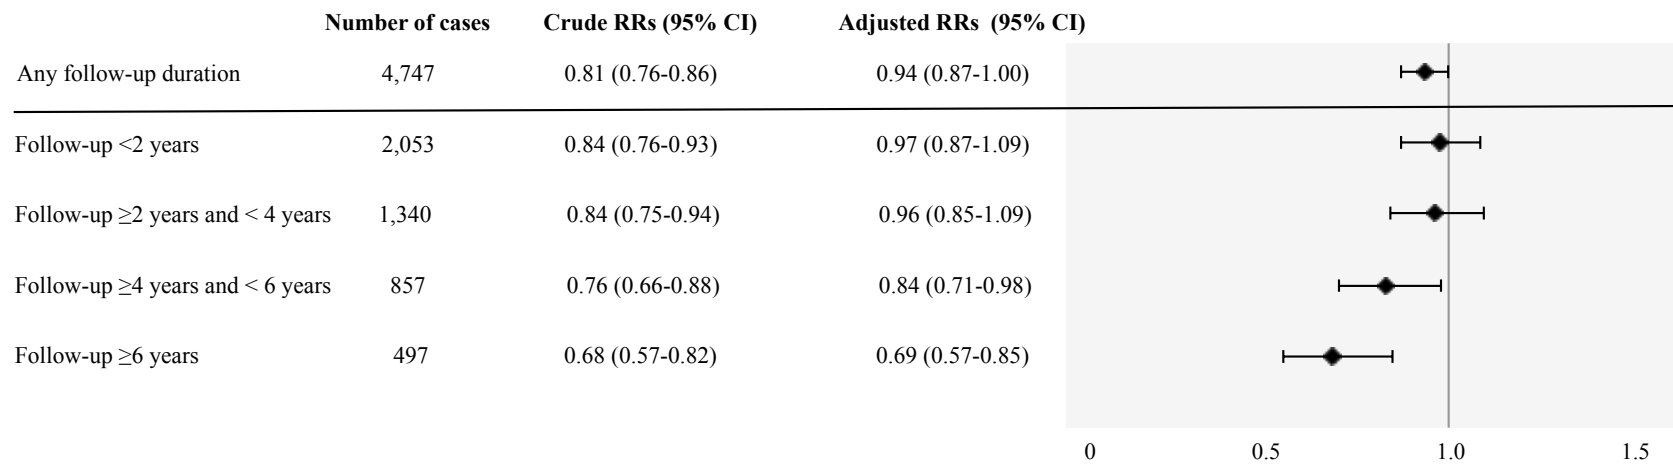 Number of cases Crude RRs (95% CI) Adjusted RRs (95% CI)
Any follow-up duration 4,747 0.81 (0.76-0.86) 0.94 (0.87-1.00)
Follow-up <2 years 2,053 0.84 (0.76-0.93) 0.97 (0.87-1.09)
Follow-up ≥2 years and < 4 years 1,340 0.84 (0.75-0.94) 0.96 (0.85-1.09)
Follow-up ≥4 years and < 6 years 857 0.76 (0.66-0.88) 0.84 (0.71-0.98)
Follow-up ≥6 years 497 0.68 (0.57-0.82) 0.69 (0.57-0.85)
0 0.5 1.0 1.5